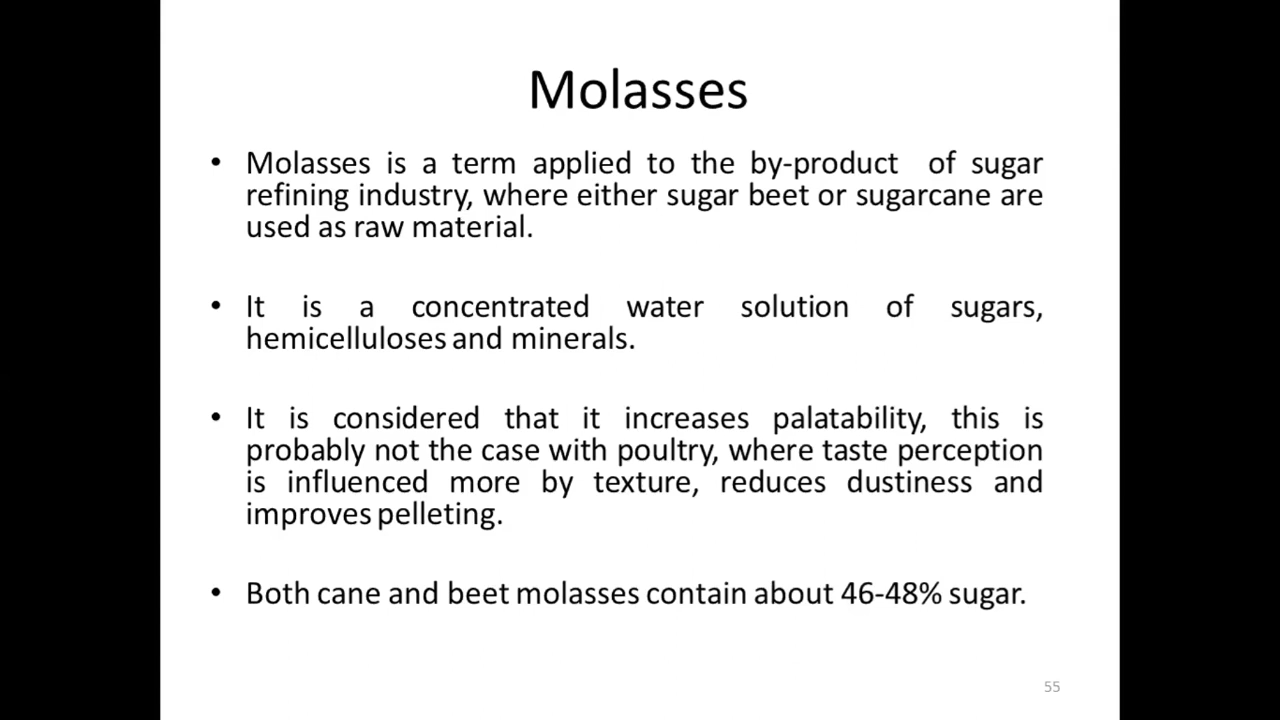 Molasses
• Molasses is a term applied to the by-product of sugar
refining industry, where either sugar beet or sugarcane are
used as raw material.
• It is a concentrated water solution of sugars,
hemicelluloses and minerals.
• It is considered that it increases palatability, this is
probably not the case with poultry, where taste perception
is influenced more by texture, reduces dustiness and
improves pelleting.
• Both cane and beet molasses contain about 46-48% sugar.
55